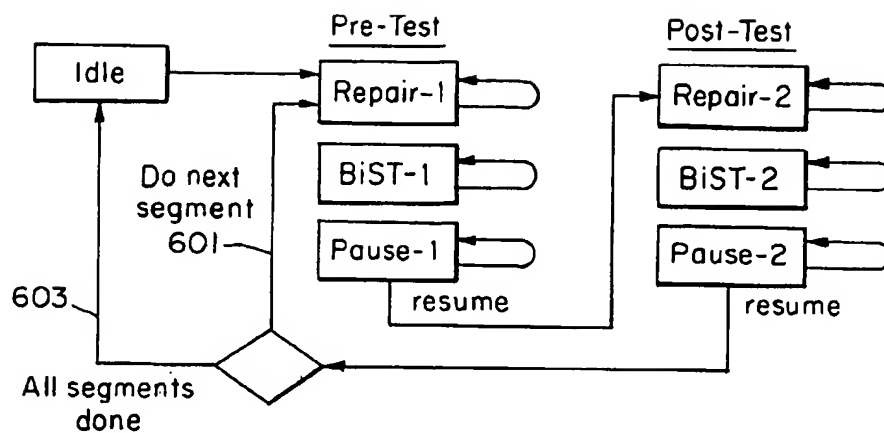 Pre-Test
Post-Test
Idle
Repair-1
Repair-2
Do next
segment
601
BiST-1
BiST-2
Pause-1
Pause-2
603
resume
resume
All segments
done